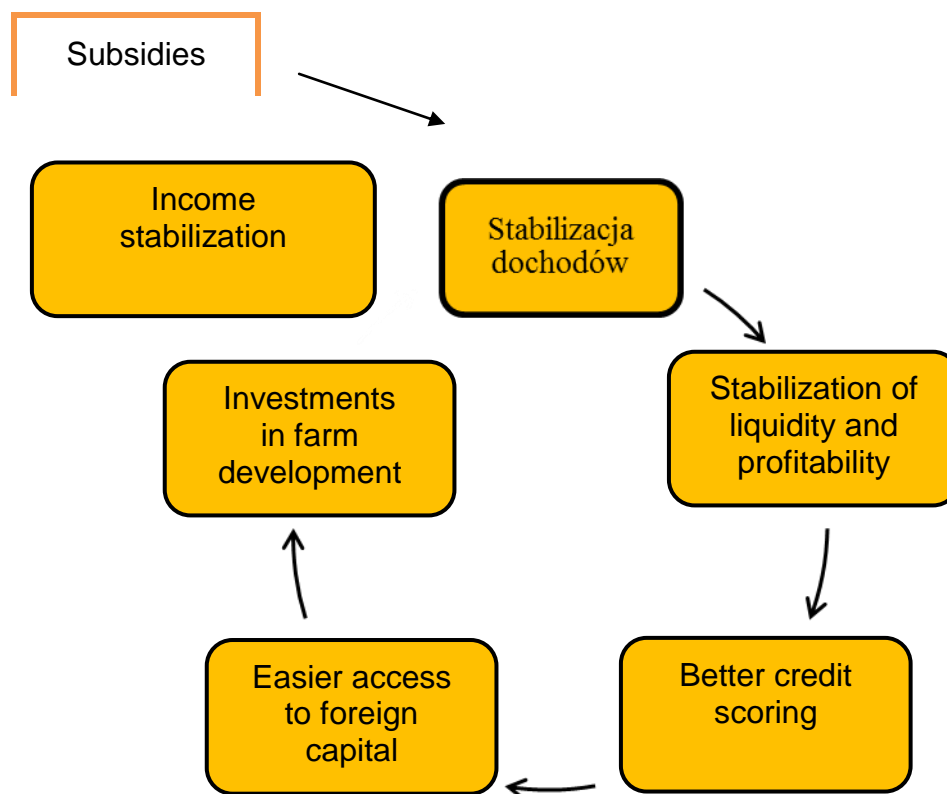 Subsidies
Income
stabilization
Stabilizacja
dochodów
Investments
in farm
development
Stabilization of
liquidity and
profitability
Easier access
to foreign
capital
Better credit
scoring